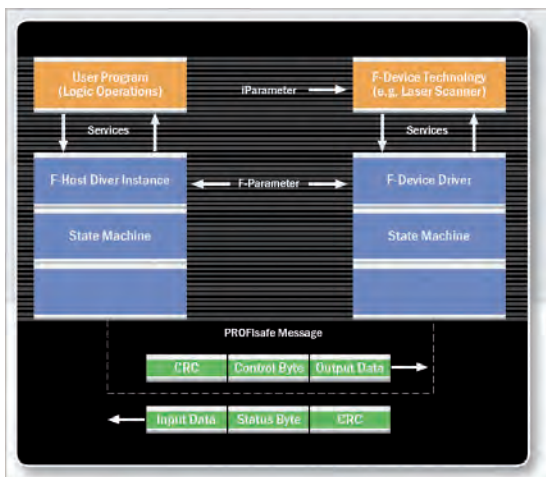 User Program
(Logic Operations)
iParameter
F-Device Technology
(e.g. Laser Scanner)
Services
Services
F-Host Diver Instance
F-Parameter
F-Device Driver
State Machine
State Machine
PROFIsafe Message
CRC
Control Byte
Output Data
Input Data
Status Byte
CRC